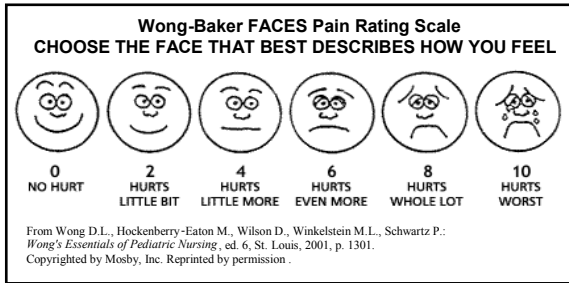 Wong-Baker FACES Pain Rating Scale
CHOOSE THE FACE THAT BEST DESCRIBES HOW YOU FEEL
0 2 4 6 8 10
NO HURT HURTS HURTS HURTS HURTS HURTS
LITTLE BIT LITTLE MORE EVEN MORE WHOLE LOT WORST
From Wong D.L., Hockenberry-Eaton M., Wilson D., Winkelstein M.L., Schwartz P.:
Wong's Essentials of Pediatric Nursing, ed. 6, St. Louis, 2001, p. 1301.
Copyrighted by Mosby, Inc. Reprinted by permission .